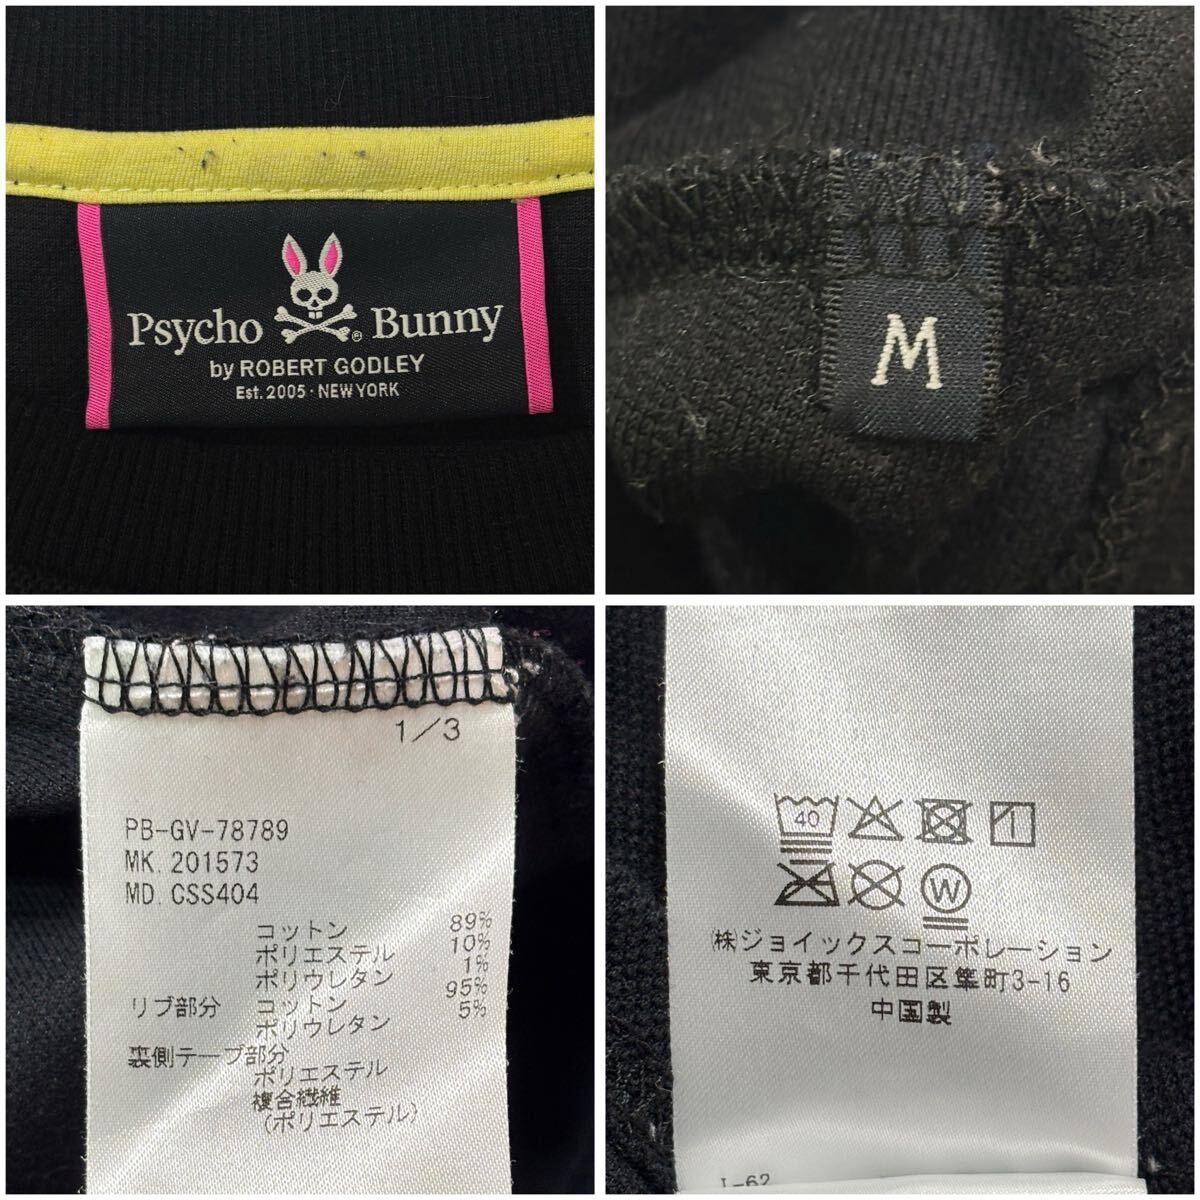 Psycho Bunny
®
by ROBERT GODLEY
Est. 2005 · NEW YORK
M
1/3
PB-GV-78789
MK. 201573
MD. CSS404
コットン 89%
ポリエステル 10%
ポリウレタン 1%
リブ部分 コットン 95%
ポリウレタン 5%
裏側テープ部分
ポリエステル
複合繊維
(ポリエステル)
40
W
㈱ジョイックスコーポレーション
東京都千代田区隼町3-16
中国製